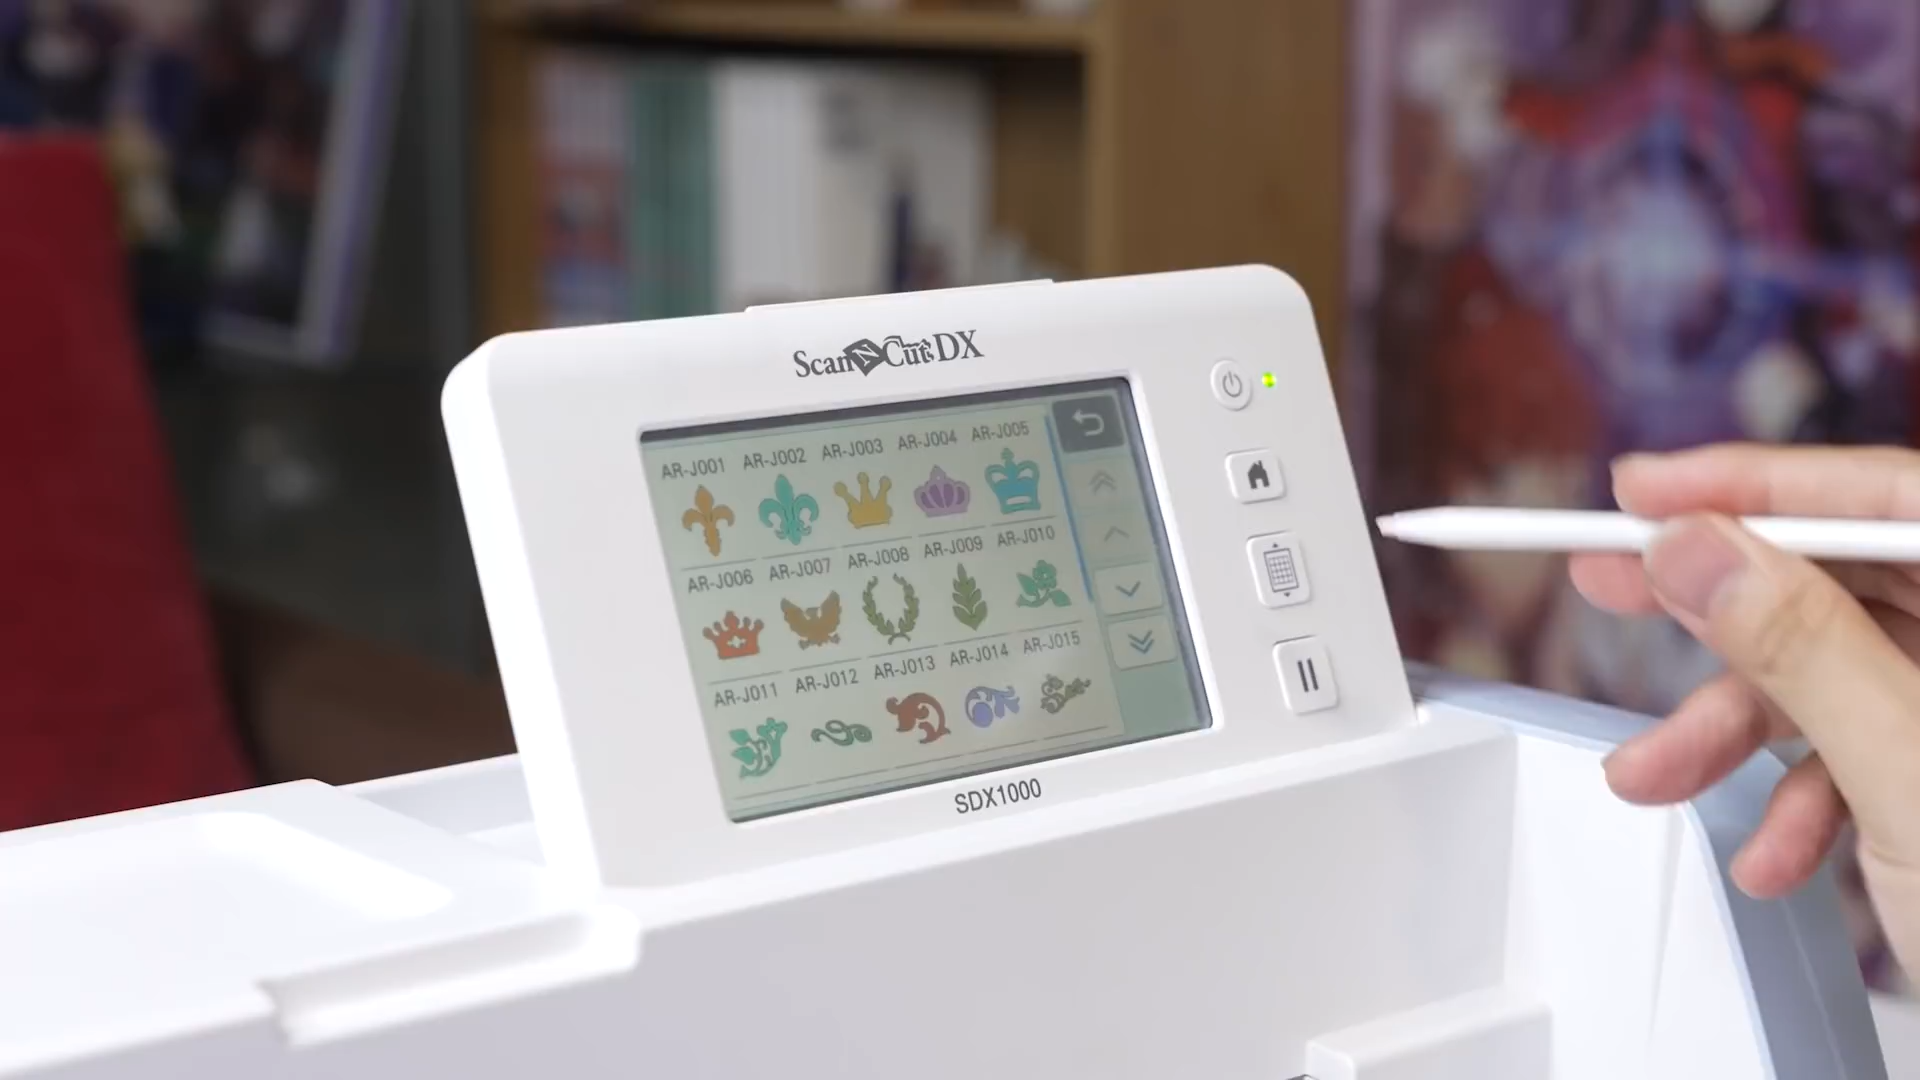 ScanNCut DX
AR-J001 AR-J002 AR-J003 AR-J004 AR-J005
AR-J006 AR-J007 AR-J008 AR-J009 AR-J010
AR-J011 AR-J012 AR-J013 AR-J014 AR-J015
SDX1000